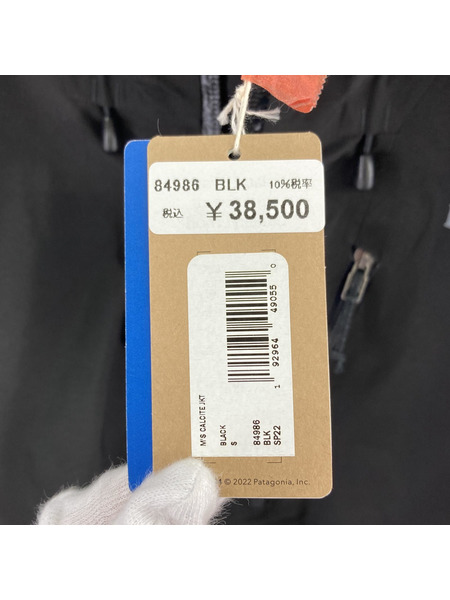 84986 BLK 10%税率
税込 ¥38,500
M'S CALCITE JKT
BLACK
S
84986
BLK
SP22
1 92964 49055 0
© 2022 Patagonia, Inc.